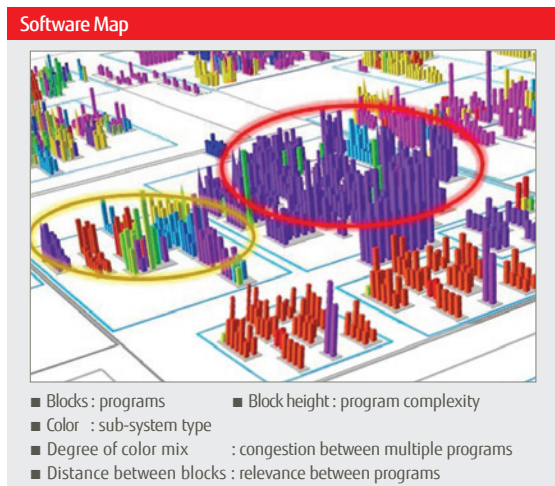 Software Map
■ Blocks : programs ■ Block height : program complexity
■ Color : sub-system type
■ Degree of color mix : congestion between multiple programs
■ Distance between blocks : relevance between programs